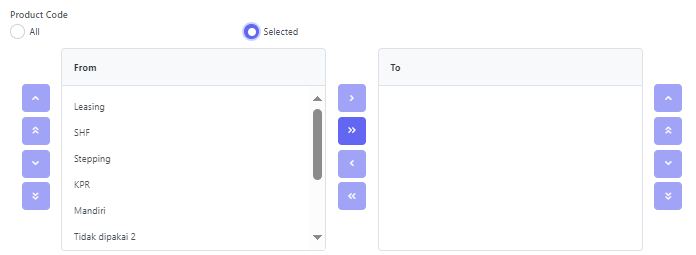 Product Code
All
Selected
From
To
Leasing
SHF
Stepping
KPR
Mandiri
Tidak dipakai 2